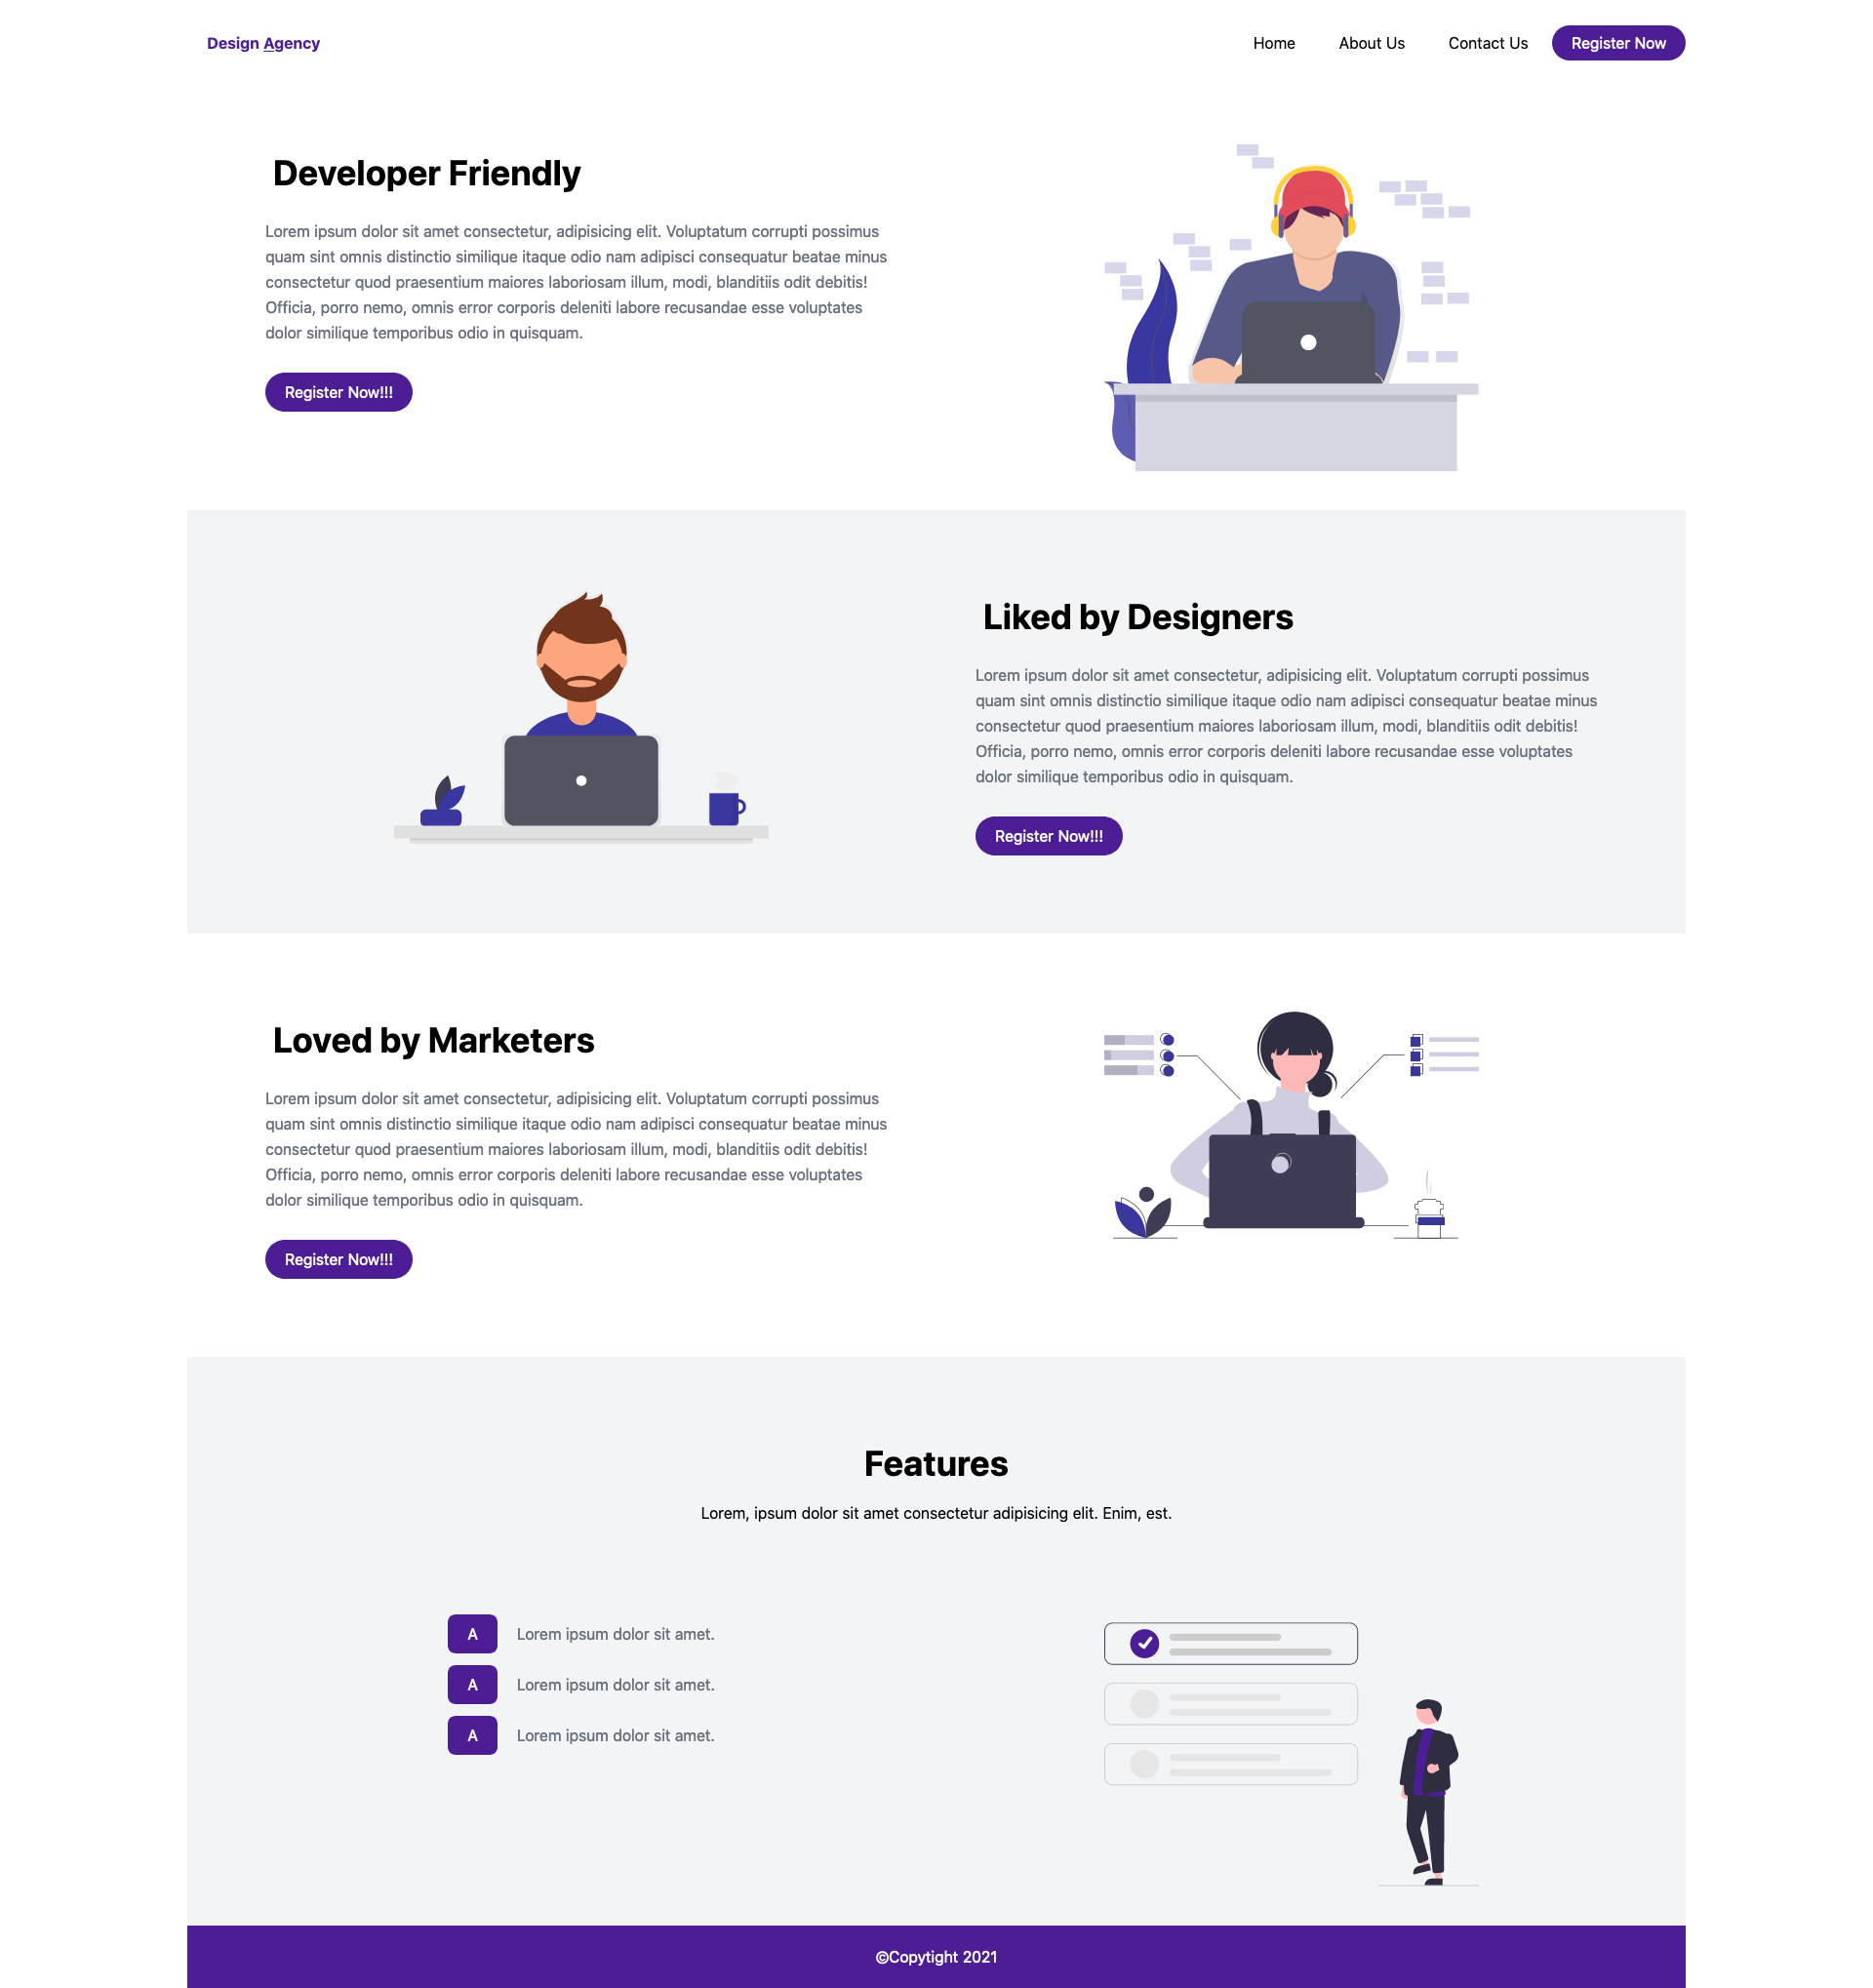 Design Agency
Home
About Us
Contact Us
Register Now
Developer Friendly
Lorem ipsum dolor sit amet consectetur, adipisicing elit. Voluptatum corrupti possimus
quam sint omnis distinctio similique itaque odio nam adipisci consequatur beatae minus
consectetur quod praesentium maiores laboriosam illum, modi, blanditiis odit debitis!
Officia, porro nemo, omnis error corporis deleniti labore recusandae esse voluptates
dolor similique temporibus odio in quisquam.
Register Now!!!
Liked by Designers
Lorem ipsum dolor sit amet consectetur, adipisicing elit. Voluptatum corrupti possimus
quam sint omnis distinctio similique itaque odio nam adipisci consequatur beatae minus
consectetur quod praesentium maiores laboriosam illum, modi, blanditiis odit debitis!
Officia, porro nemo, omnis error corporis deleniti labore recusandae esse voluptates
dolor similique temporibus odio in quisquam.
Register Now!!!
Loved by Marketers
Lorem ipsum dolor sit amet consectetur, adipisicing elit. Voluptatum corrupti possimus
quam sint omnis distinctio similique itaque odio nam adipisci consequatur beatae minus
consectetur quod praesentium maiores laboriosam illum, modi, blanditiis odit debitis!
Officia, porro nemo, omnis error corporis deleniti labore recusandae esse voluptates
dolor similique temporibus odio in quisquam.
Register Now!!!
Features
Lorem, ipsum dolor sit amet consectetur adipisicing elit. Enim, est.
A Lorem ipsum dolor sit amet.
A Lorem ipsum dolor sit amet.
A Lorem ipsum dolor sit amet.
©Copytight 2021